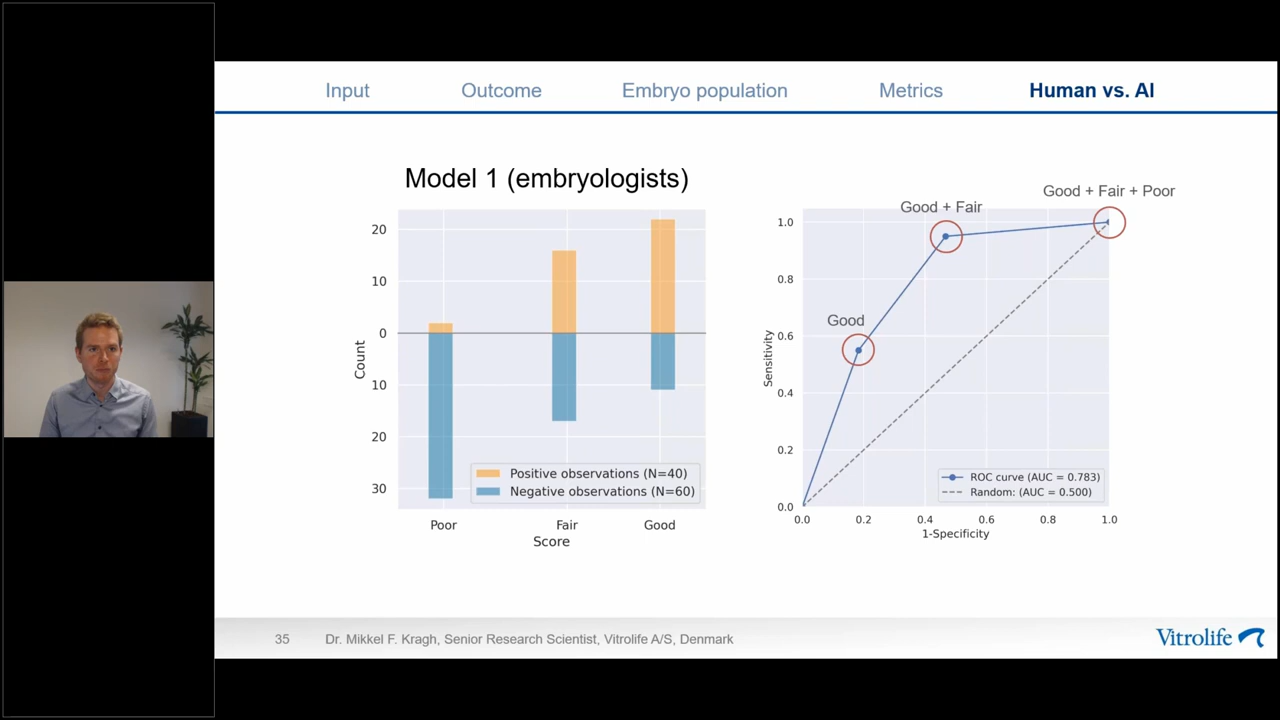 Input Outcome Embryo population Metrics Human vs. AI
Model 1 (embryologists)
20
10
0
10
20
30
Count
Positive observations (N=40)
Negative observations (N=60)
Poor Fair Good
Score
Good + Fair + Poor
Good + Fair
Good
1.0
0.8
0.6
0.4
0.2
0.0
Sensitivity
ROC curve (AUC = 0.783)
Random: (AUC = 0.500)
0.0 0.2 0.4 0.6 0.8 1.0
1-Specificity
35 Dr. Mikkel F. Kragh, Senior Research Scientist, Vitrolife A/S, Denmark
Vitrolife